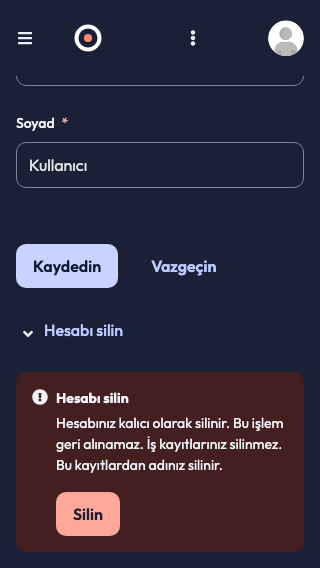 Soyad *
Kullanıcı
Kaydedin
Vazgeçin
Hesabı silin
Hesabı silin
Hesabınız kalıcı olarak silinir. Bu işlem
geri alınamaz. İş kayıtlarınız silinmez.
Bu kayıtlardan adınız silinir.
Silin